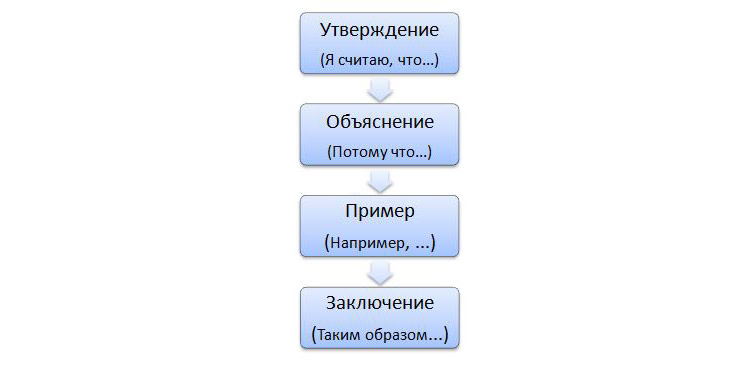 Утверждение
(Я считаю, что...)
Объяснение
(Потому что...)
Пример
(Например, ...)
Заключение
(Таким образом...)